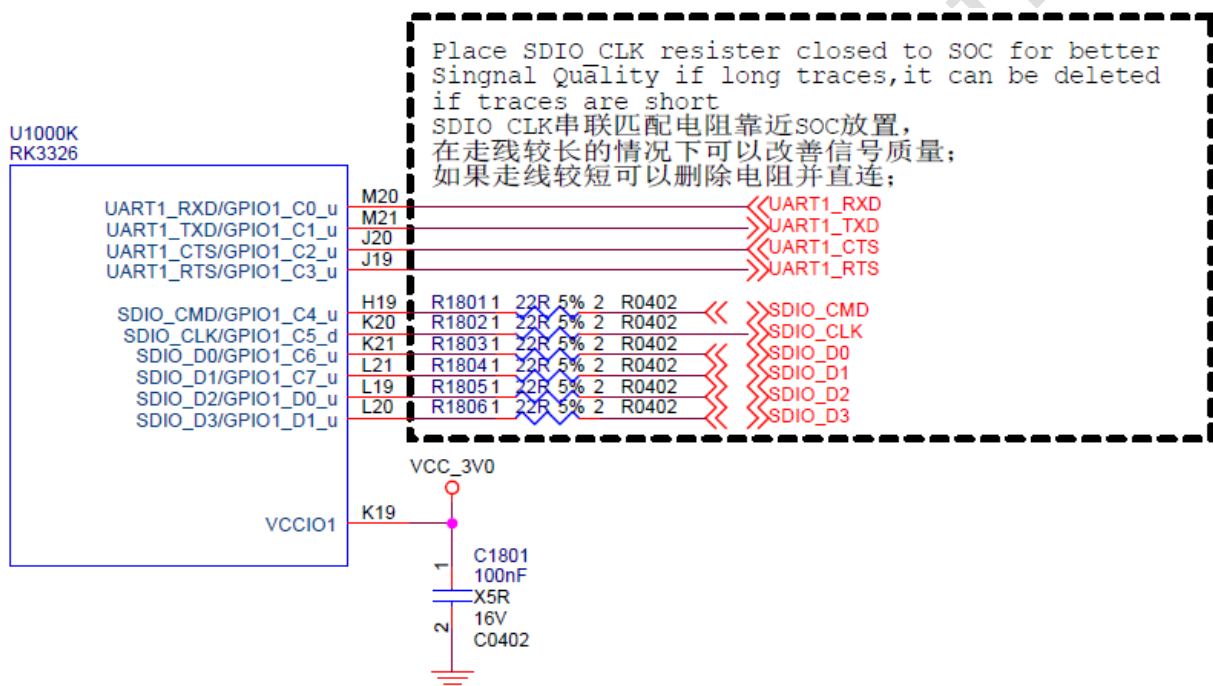 Place SDIO_CLK resister closed to SOC for better
Singnal Quality if long traces,it can be deleted
if traces are short
SDIO_CLK串联匹配电阻靠近SOC放置，
在走线较长的情况下可以改善信号质量；
如果走线较短可以删除电阻并直连；
U1000K
RK3326
UART1_RXD/GPIO1_C0_u M20 UART1_RXD
UART1_TXD/GPIO1_C1_u M21 UART1_TXD
UART1_CTS/GPIO1_C2_u J20 UART1_CTS
UART1_RTS/GPIO1_C3_u J19 UART1_RTS
SDIO_CMD/GPIO1_C4_u H19 R1801 1 22R 5% 2 R0402 SDIO_CMD
SDIO_CLK/GPIO1_C5_d K20 R1802 1 22R 5% 2 R0402 SDIO_CLK
SDIO_D0/GPIO1_C6_u K21 R1803 1 22R 5% 2 R0402 SDIO_D0
SDIO_D1/GPIO1_C7_u L21 R1804 1 22R 5% 2 R0402 SDIO_D1
SDIO_D2/GPIO1_D0_u L19 R1805 1 22R 5% 2 R0402 SDIO_D2
SDIO_D3/GPIO1_D1_u L20 R1806 1 22R 5% 2 R0402 SDIO_D3
VCC_3V0
VCCIO1 K19
C1801
1
100nF
X5R
16V
2
C0402